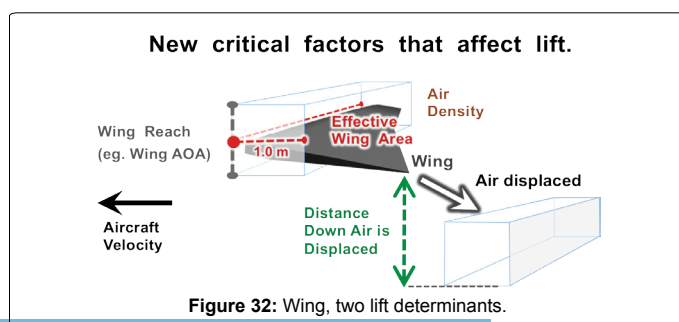 New critical factors that affect lift.
Air
Density
Effective
Wing Area
Wing Reach
(eg. Wing AOA)
1.0 m
Wing
Air displaced
Aircraft
Velocity
Distance
Down Air is
Displaced
Figure 32: Wing, two lift determinants.